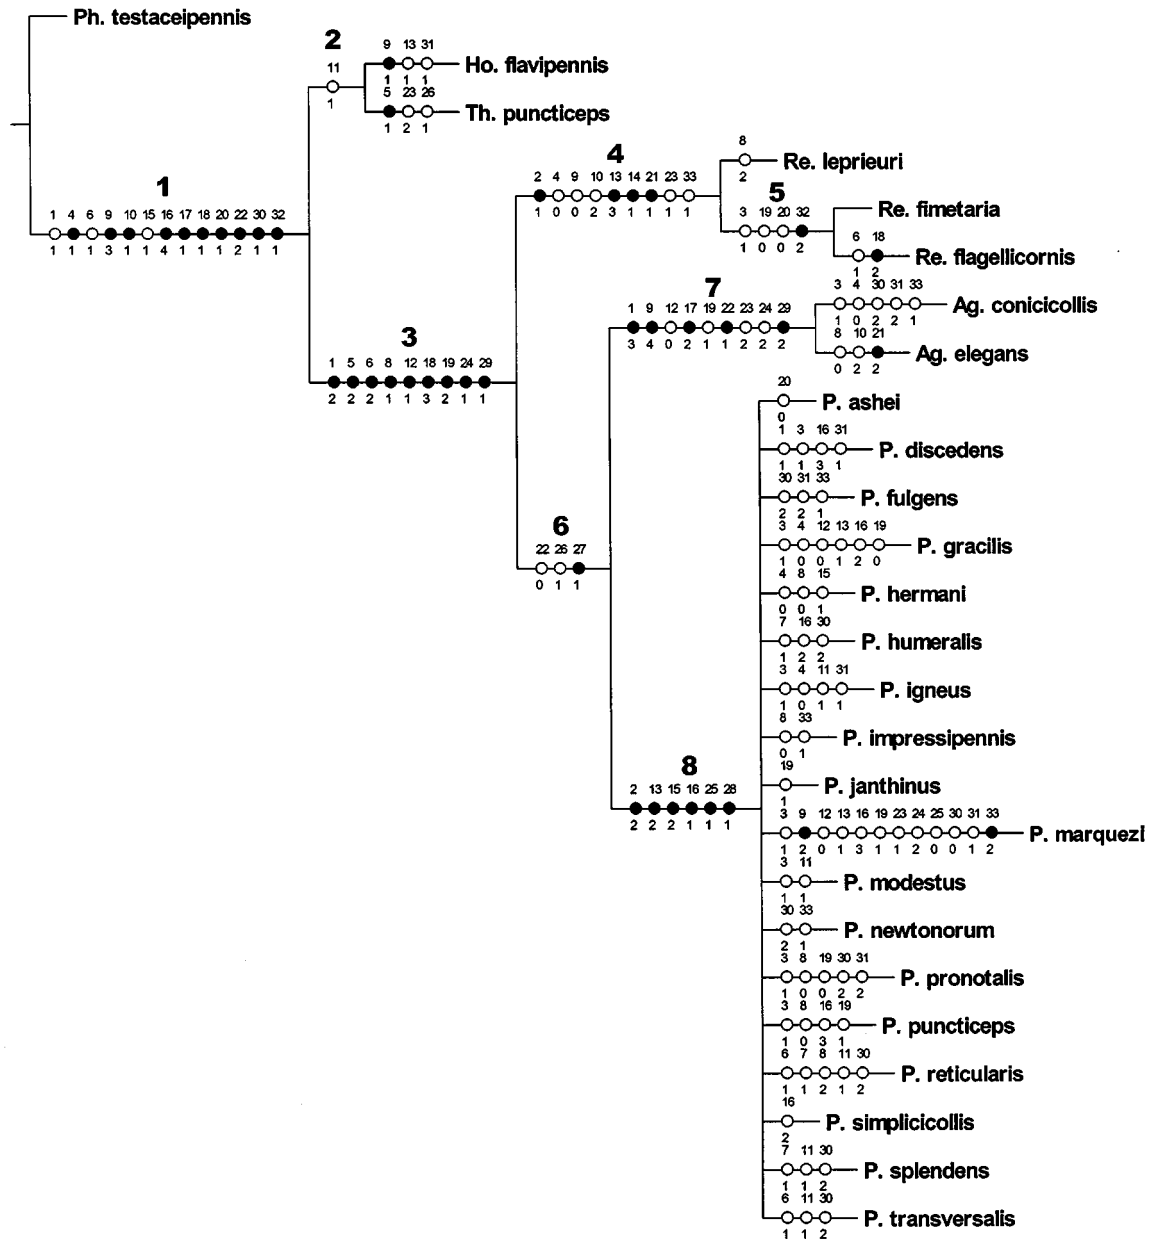 Ph. testaceipennis
2
11
1
9 13 31
Ho. flavipennis
1 1 1
5 23 26
Th. puncticeps
1 2 1
1
1 4 6 9 10 15 16 17 18 20 22 30 32
1 1 1 3 1 1 4 1 1 1 2 1 1
4
2 4 9 10 13 14 21 23 33
1 0 0 2 3 1 1 1 1
8
Re. leprieuri
2
5
3 19 20 32
1 0 0 2
Re. fimetaria
6 18
Re. flagellicornis
1 2
7
1 9 12 17 19 22 23 24 29
3 4 0 2 1 1 2 2 2
3 4 30 31 33
Ag. conicicollis
1 0 2 2 1
8 10 21
Ag. elegans
0 2 2
3
1 5 6 8 12 18 19 24 29
2 2 2 1 1 3 2 1 1
6
22 26 27
0 1 1
8
2 13 15 16 25 28
2 2 2 1 1 1
20
P. ashei
0
1 3 16 31
P. discedens
1 1 3 1
30 31 33
P. fulgens
2 2 1
3 4 12 13 16 19
P. gracilis
1 0 0 1 2 0
4 8 15
P. hermani
0 0 1
7 16 30
P. humeralis
1 2 2
3 4 11 31
P. igneus
1 0 1 1
8 33
P. impressipennis
0 1
19
P. janthinus
1
3 9 12 13 16 19 23 24 25 30 31 33
P. marquezi
1 2 0 1 3 1 1 2 0 0 1 2
3 11
P. modestus
1 1
30 33
P. newtonorum
2 1
3 8 19 30 31
P. pronotalis
1 0 0 2 2
3 8 16 19
P. puncticeps
1 0 3 1
6 7 8 11 30
P. reticularis
1 1 2 1 2
16
P. simplicicollis
2
7 11 30
P. splendens
1 1 2
6 11 30
P. transversalis
1 1 2